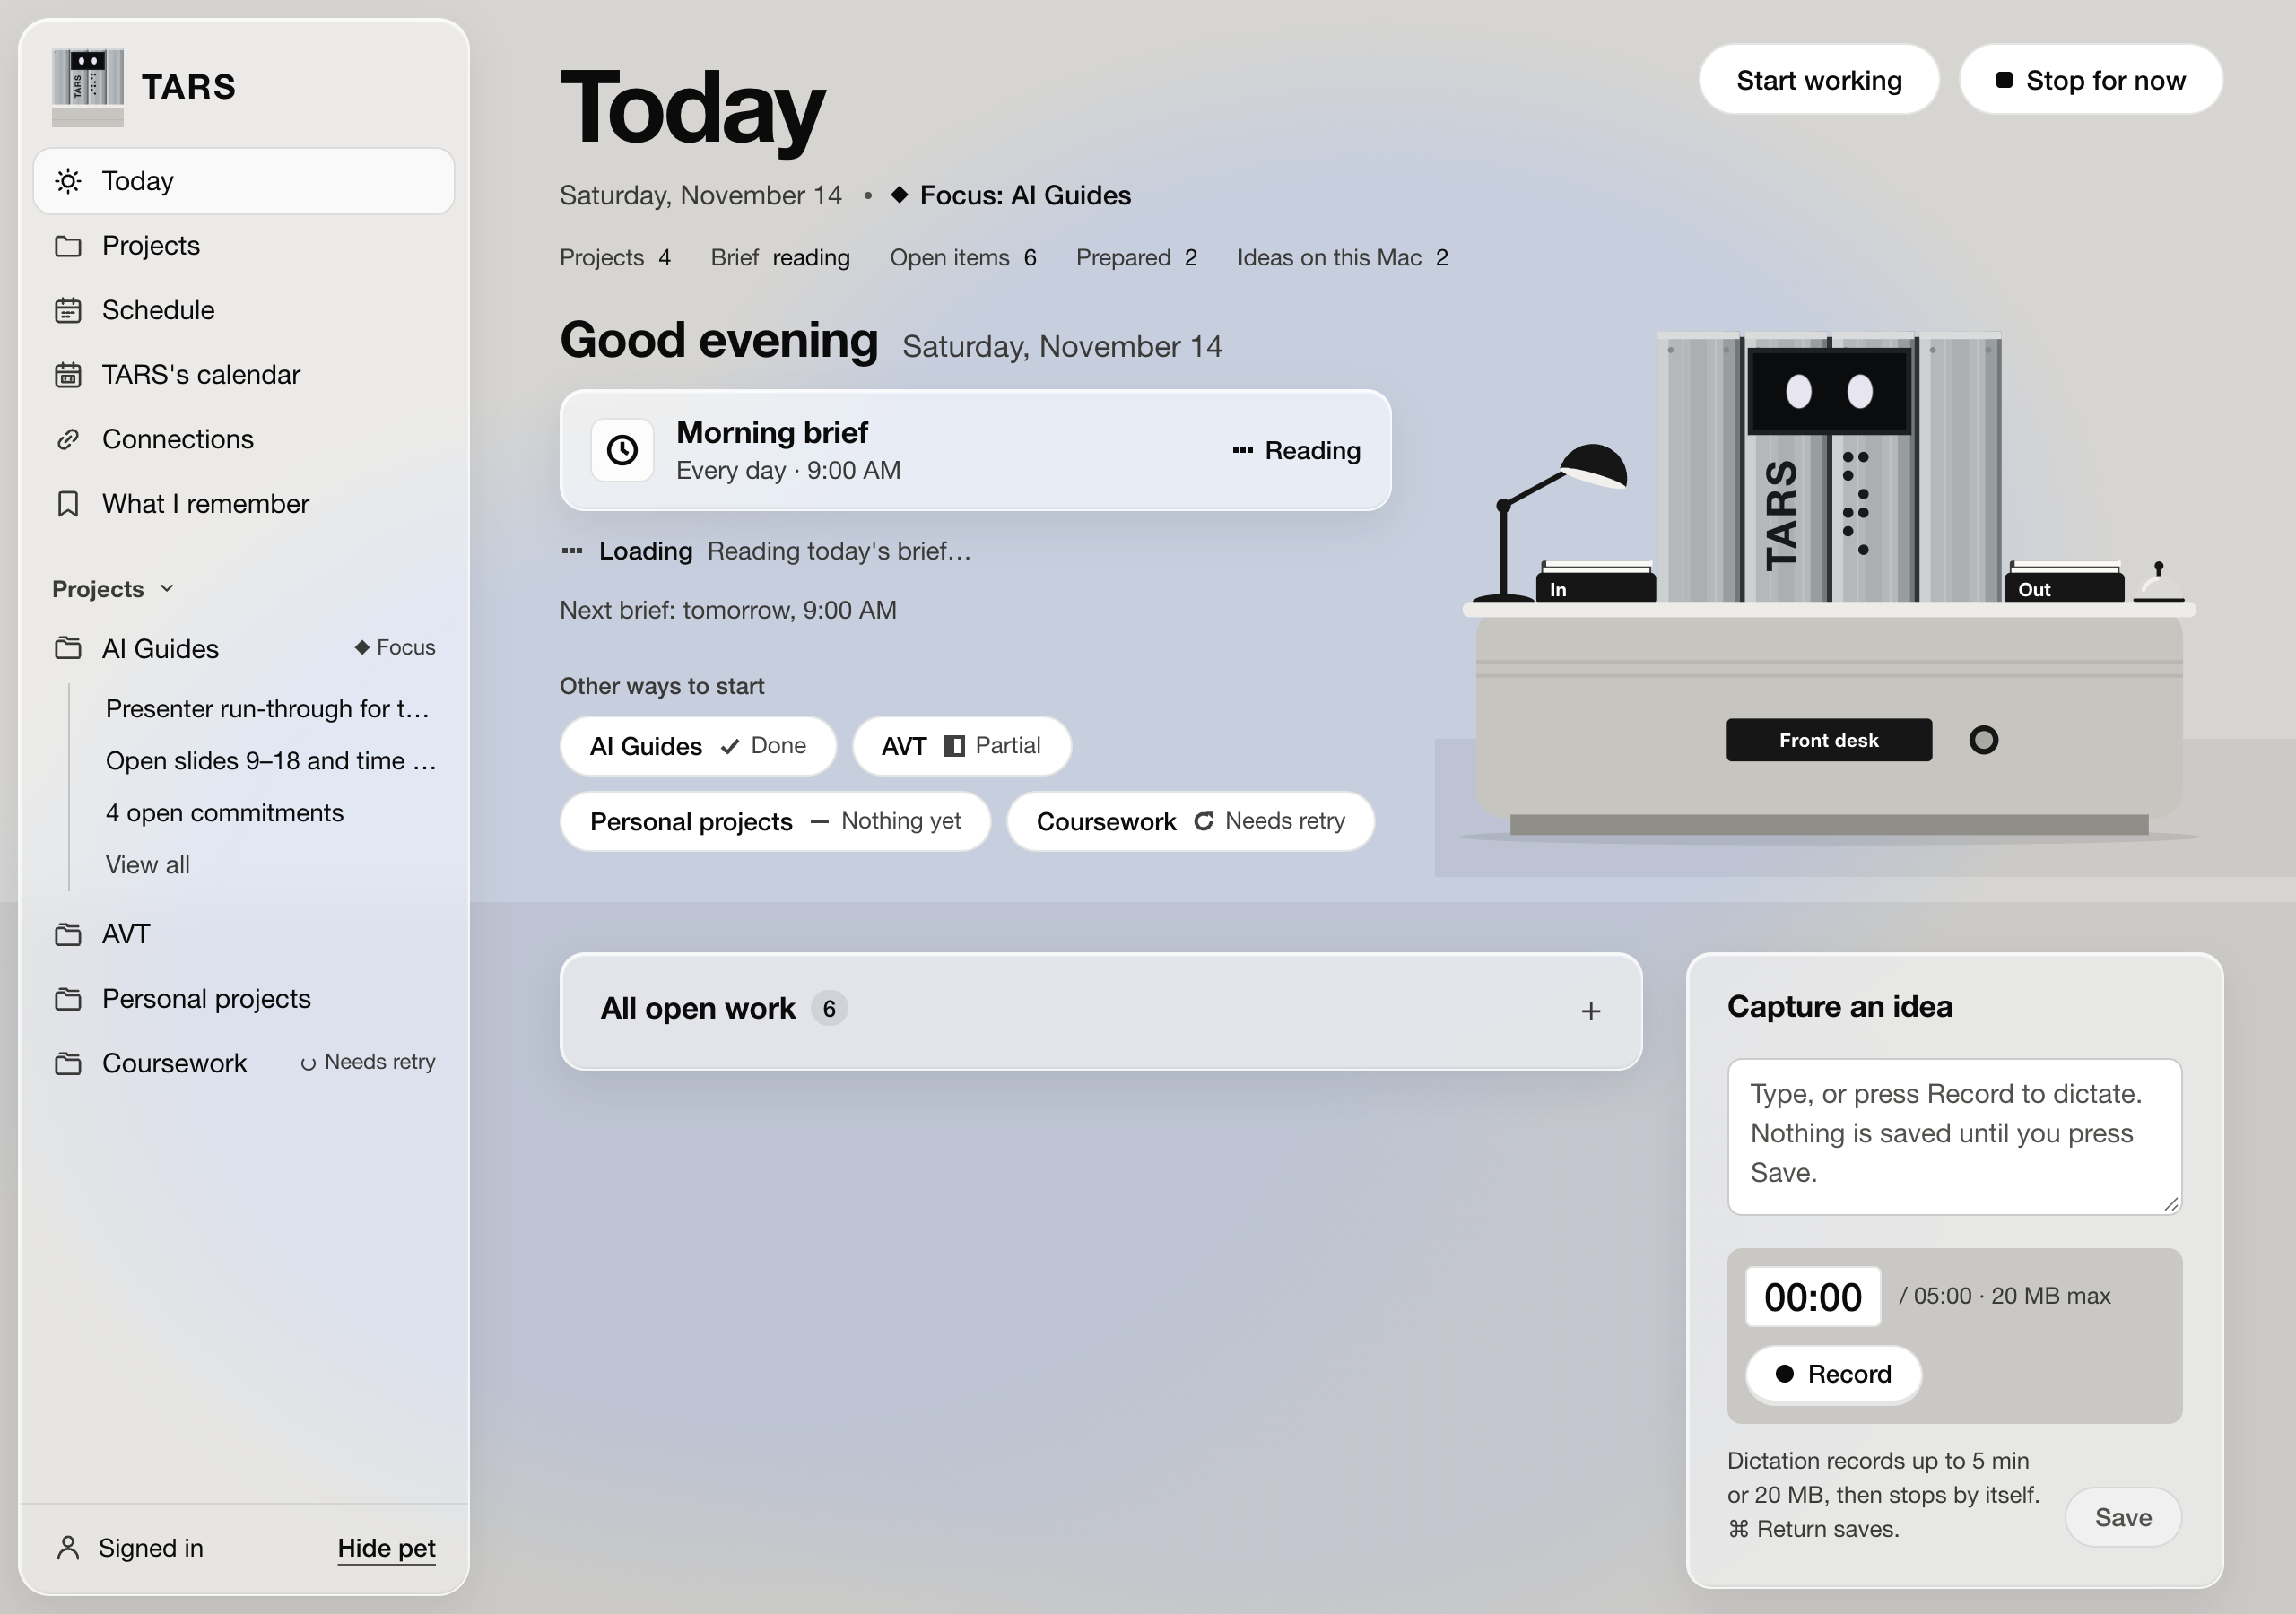 TARS
TARS
Today
Projects
Schedule
TARS's calendar
Connections
What I remember
Projects
AI Guides Focus
Presenter run-through for t…
Open slides 9–18 and time …
4 open commitments
View all
AVT
Personal projects
Coursework Needs retry
Signed in Hide pet
Today
Start working Stop for now
Saturday, November 14 • Focus: AI Guides
Projects 4 Brief reading Open items 6 Prepared 2 Ideas on this Mac 2
Good evening Saturday, November 14
Morning brief
Every day · 9:00 AM
Reading
Loading Reading today's brief…
Next brief: tomorrow, 9:00 AM
Other ways to start
AI Guides Done AVT Partial
Personal projects Nothing yet Coursework Needs retry
TARS
In
Out
Front desk
All open work 6 +
Capture an idea
Type, or press Record to dictate.
Nothing is saved until you press
Save.
00:00 / 05:00 · 20 MB max
Record
Dictation records up to 5 min
or 20 MB, then stops by itself.
⌘ Return saves.
Save